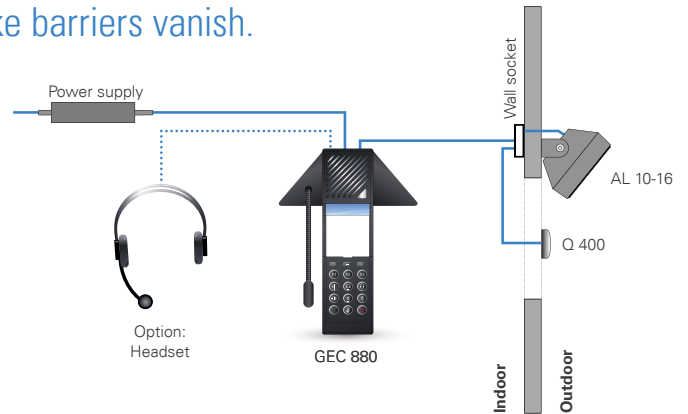 ke barriers vanish.
Power supply
Wall socket
AL 10-16
Q 400
Option:
Headset
GEC 880
Indoor
Outdoor